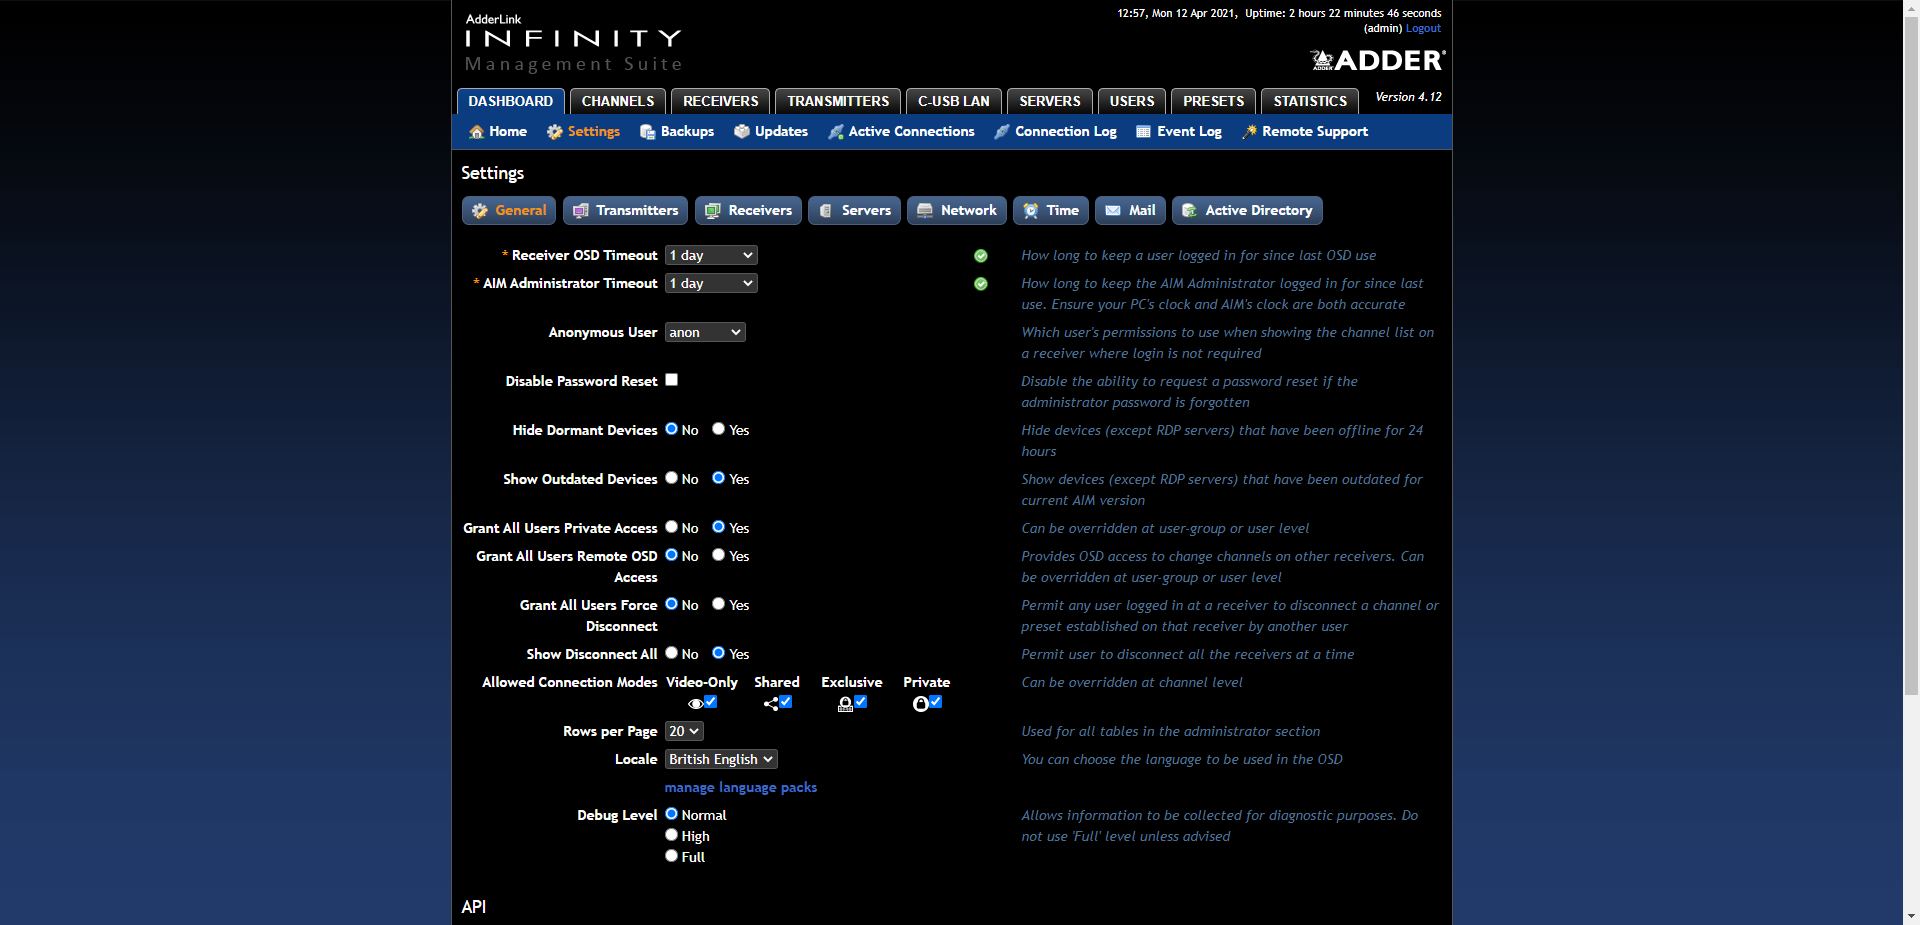 AdderLink
INFINITY
Management Suite
12:57, Mon 12 Apr 2021, Uptime: 2 hours 22 minutes 46 seconds
(admin) Logout
ADDER
ADDER®
DASHBOARD CHANNELS RECEIVERS TRANSMITTERS C-USB LAN SERVERS USERS PRESETS STATISTICS Version 4.12
Home Settings Backups Updates Active Connections Connection Log Event Log Remote Support
Settings
General Transmitters Receivers Servers Network Time Mail Active Directory
* Receiver OSD Timeout 1 day How long to keep a user logged in for since last OSD use
* AIM Administrator Timeout 1 day How long to keep the AIM Administrator logged in for since last
use. Ensure your PC's clock and AIM's clock are both accurate
Anonymous User anon Which user's permissions to use when showing the channel list on
a receiver where login is not required
Disable Password Reset Disable the ability to request a password reset if the
administrator password is forgotten
Hide Dormant Devices No Yes Hide devices (except RDP servers) that have been offline for 24
hours
Show Outdated Devices No Yes Show devices (except RDP servers) that have been outdated for
current AIM version
Grant All Users Private Access No Yes Can be overridden at user-group or user level
Grant All Users Remote OSD No Yes Provides OSD access to change channels on other receivers. Can
Access be overridden at user-group or user level
Grant All Users Force No Yes Permit any user logged in at a receiver to disconnect a channel or
Disconnect preset established on that receiver by another user
Show Disconnect All No Yes Permit user to disconnect all the receivers at a time
Allowed Connection Modes Video-Only Shared Exclusive Private Can be overridden at channel level
Rows per Page 20 Used for all tables in the administrator section
Locale British English You can choose the language to be used in the OSD
manage language packs
Debug Level Normal Allows information to be collected for diagnostic purposes. Do
High not use 'Full' level unless advised
Full
API